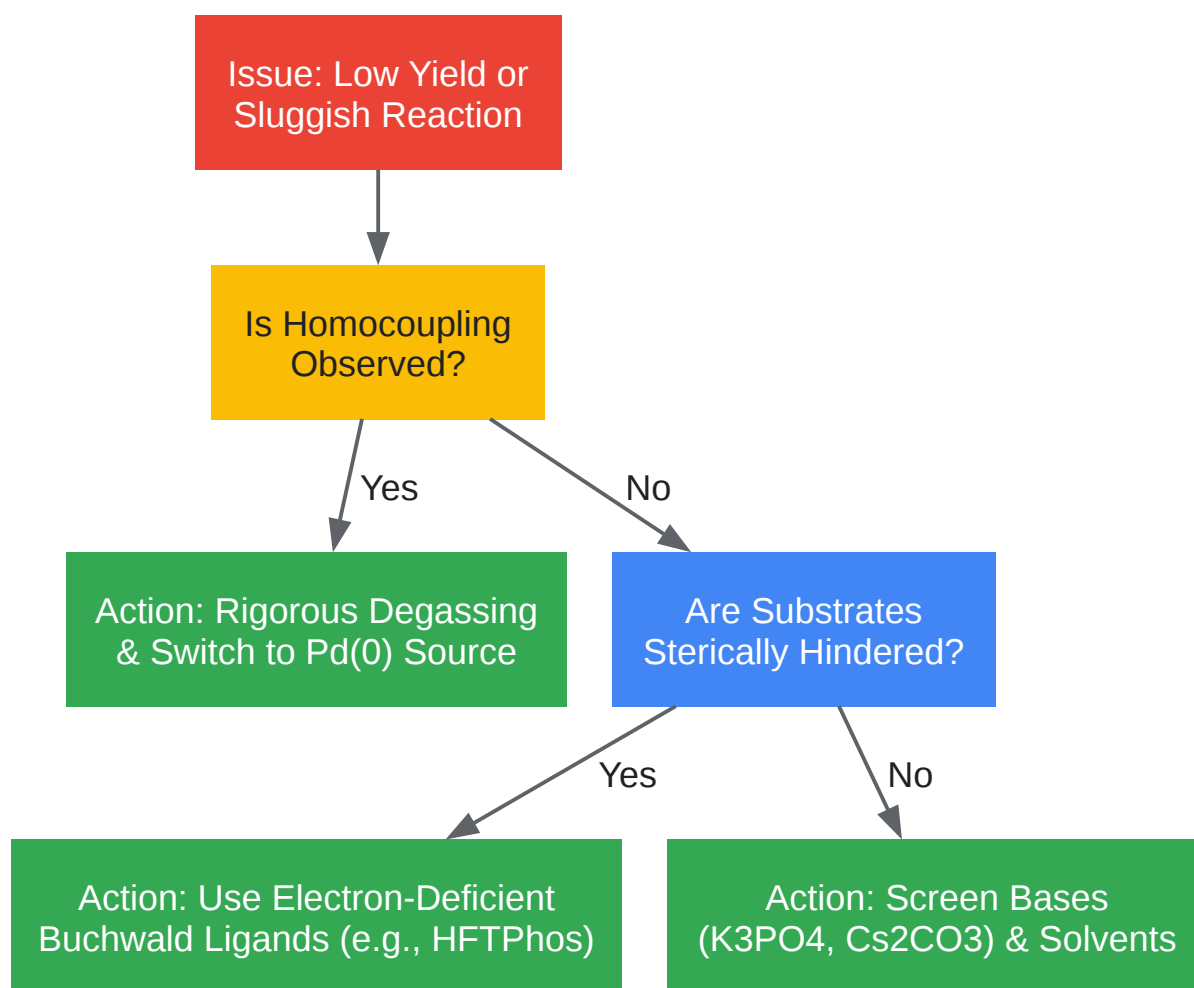 Issue: Low Yield or
Sluggish Reaction
Is Homocoupling
Observed?
Yes
No
Action: Rigorous Degassing
& Switch to Pd(0) Source
Are Substrates
Sterically Hindered?
Yes
No
Action: Use Electron-Deficient
Buchwald Ligands (e.g., HFTPhos)
Action: Screen Bases
(K3PO4, Cs2CO3) & Solvents